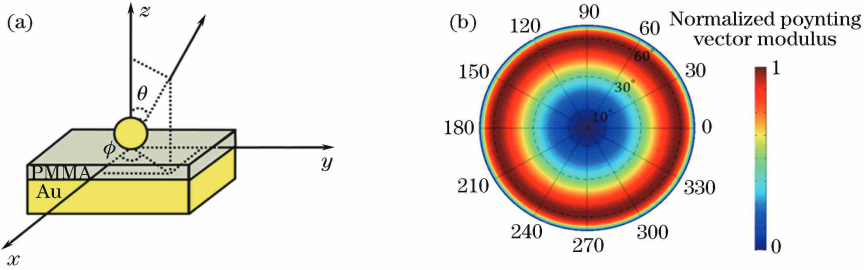 (a)
z
θ
ϕ
y
PMMA
Au
x
(b)
90
120
60
150
30
180
0
210
330
240
300
270
60°
30°
10°
Normalized poynting
vector modulus
1
0